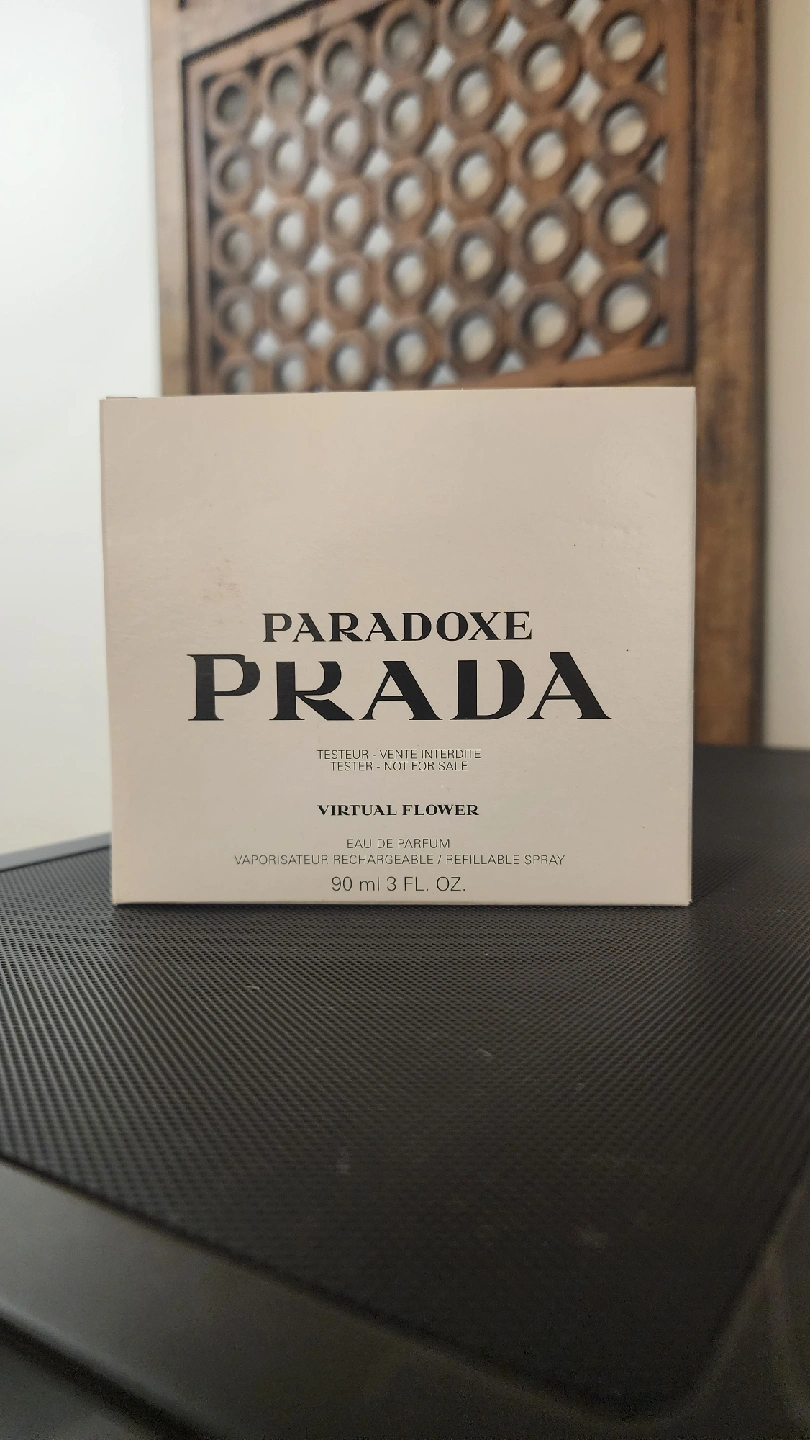 PARADOXE
PRADA
TESTEUR - VENTE INTERDITE
TESTER - NOT FOR SALE
VIRTUAL FLOWER
EAU DE PARFUM
VAPORISATEUR RECHARGEABLE / REFILLABLE SPRAY
90 ml 3 FL. OZ.